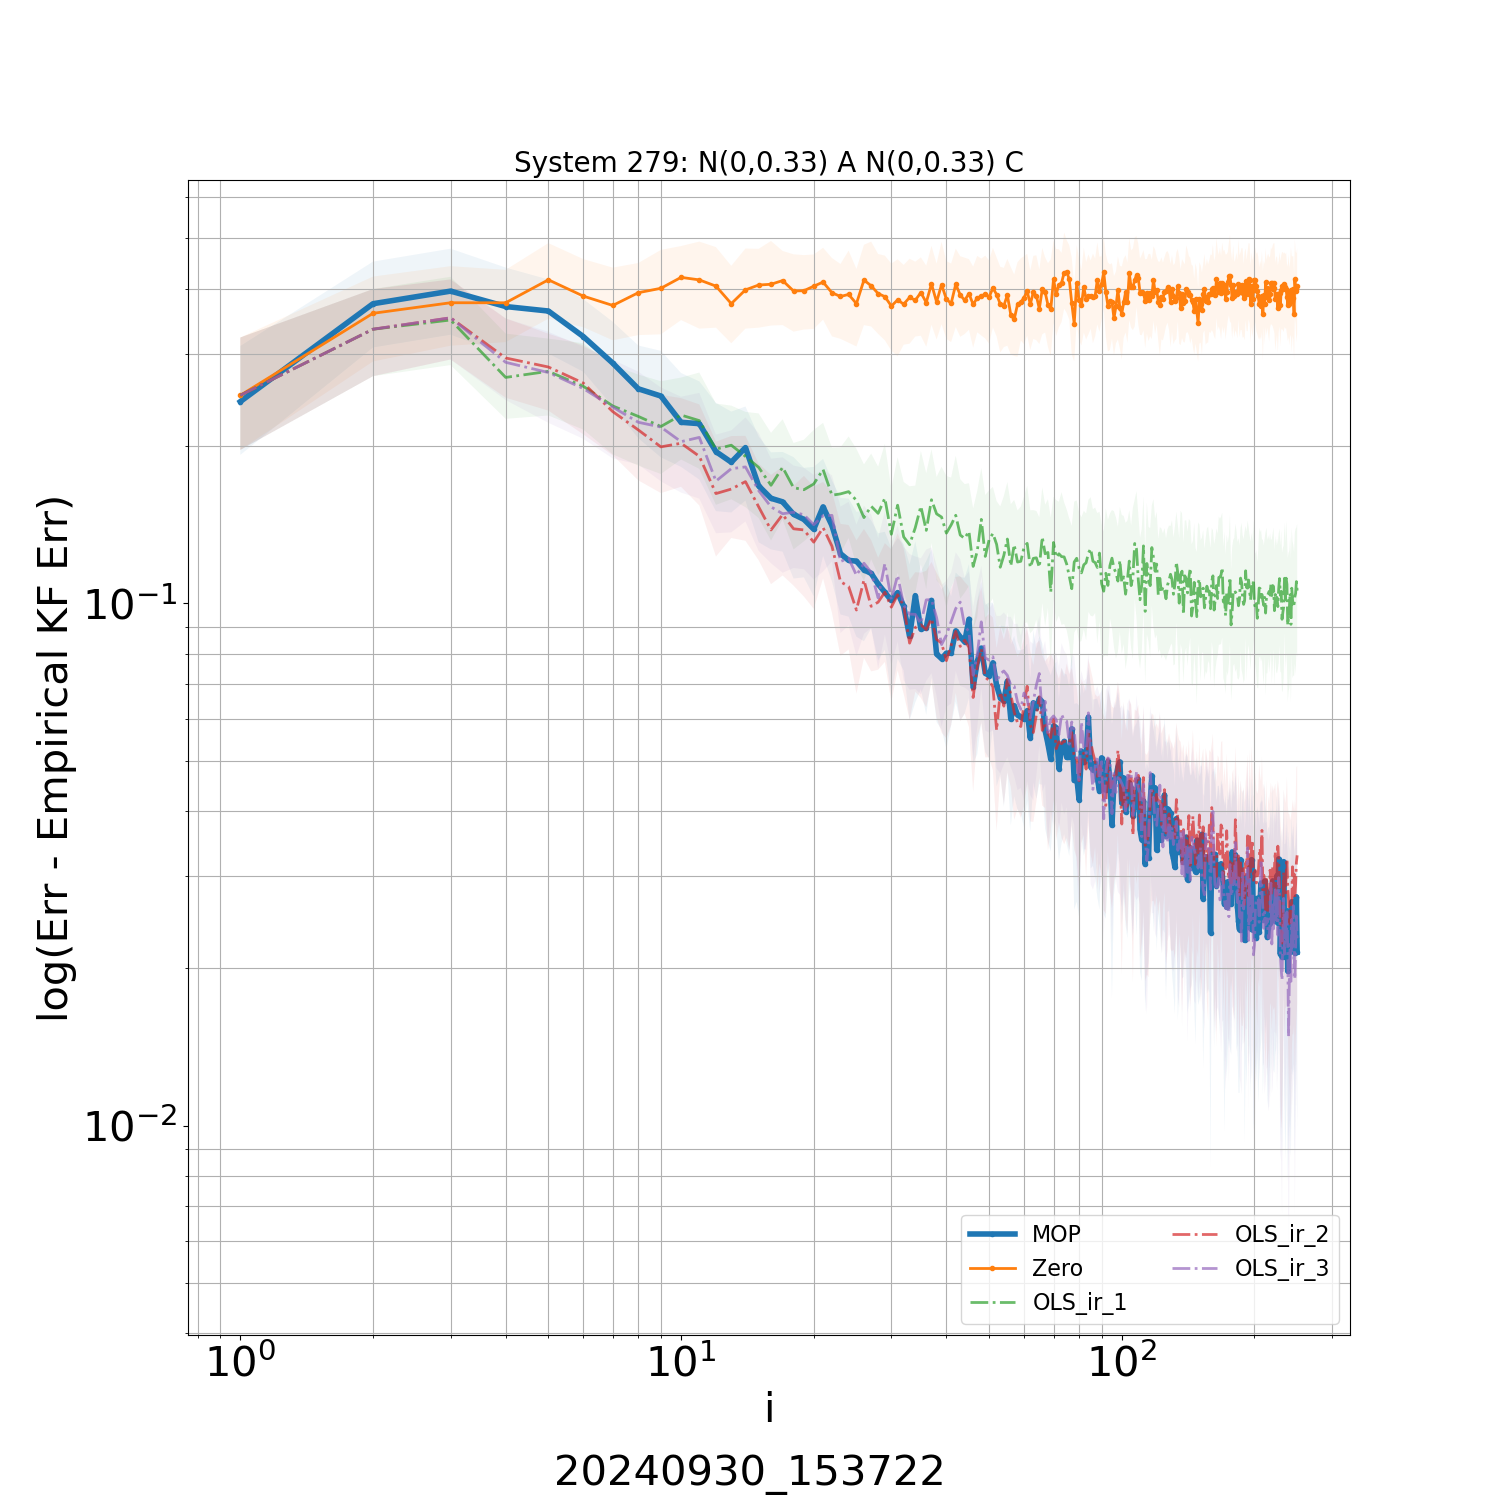 System 279: N(0,0.33) A N(0,0.33) C
log(Err - Empirical KF Err)
10⁻¹
10⁻²
MOP
Zero
OLS_ir_1
OLS_ir_2
OLS_ir_3
10⁰ 10¹ 10²
i
20240930_153722